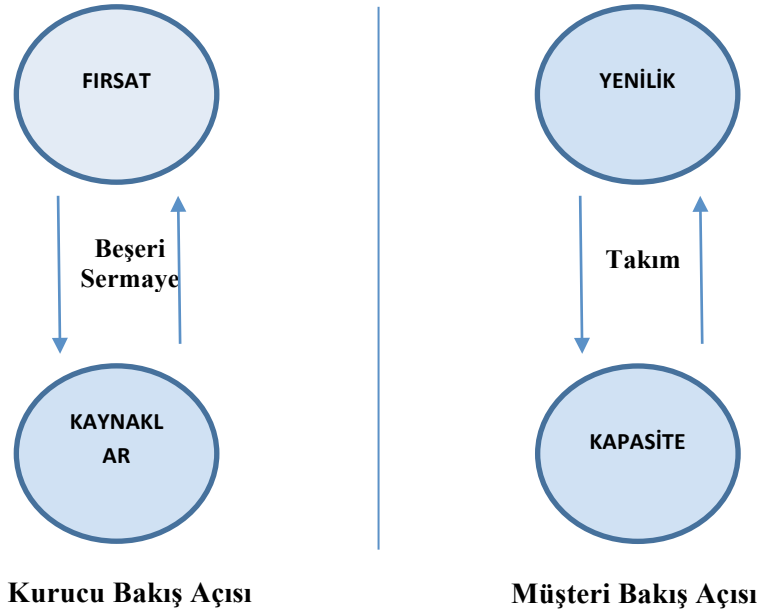 FIRSAT
Beşeri
Sermaye
KAYNAKL
AR
Kurucu Bakış Açısı
YENİLİK
Takım
KAPASİTE
Müşteri Bakış Açısı